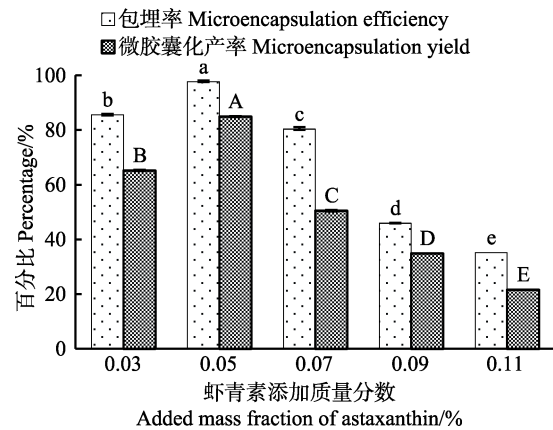 包埋率 Microencapsulation efficiency
微胶囊化产率 Microencapsulation yield
百分比 Percentage/%
100
80
60
40
20
0
b
B
a
A
c
C
d
D
e
E
0.03 0.05 0.07 0.09 0.11
虾青素添加质量分数
Added mass fraction of astaxanthin/%